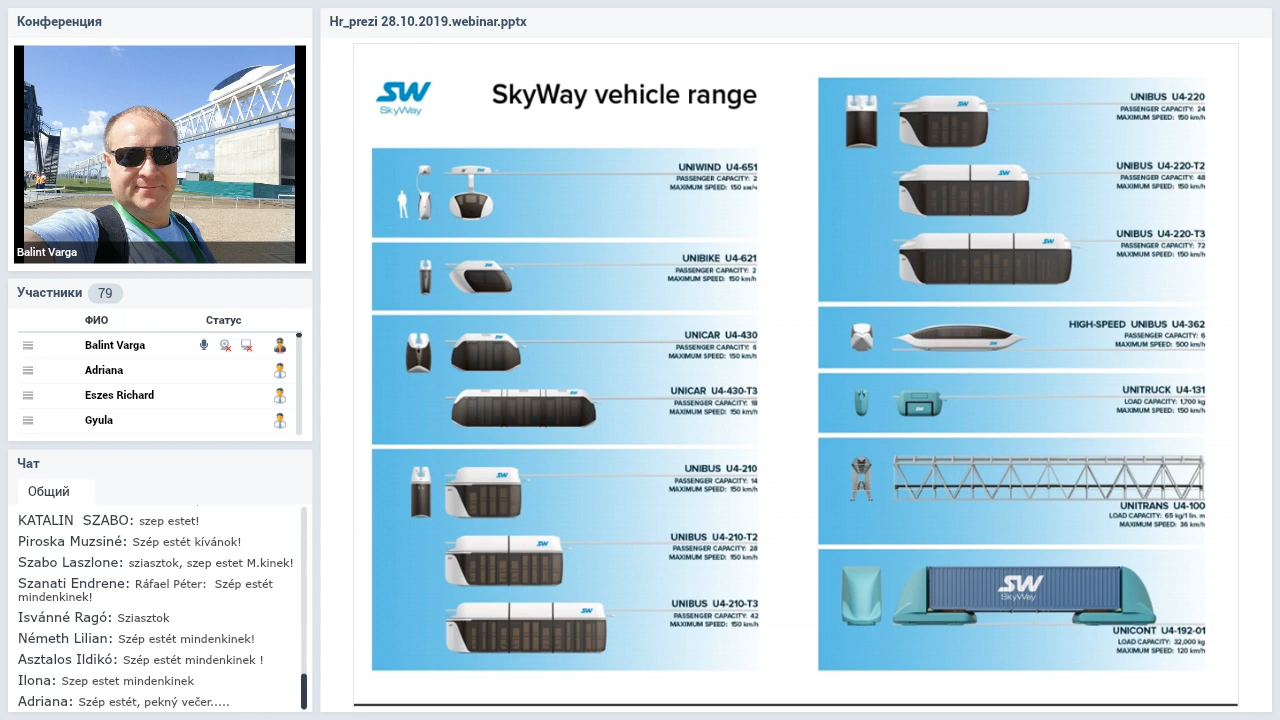 Конференция
Balint Varga
Участники 79
ФИО Статус
Balint Varga
Adriana
Eszes Richard
Gyula
Чат
Общий
KATALIN SZABO: szep estet!
Piroska Muzsiné: Szép estét kívánok!
Szabo Laszlone: sziasztok, szep estet M.kinek!
Szanati Endrene: Ráfael Péter: Szép estét
mindenkinek!
Ivonné Ragó: Sziasztok
Németh Lilian: Szép estét mindenkinek!
Asztalos Ildikó: Szép estét mindenkinek !
Ilona: Szep estet mindenkinek
Adriana: Szép estét, pekný večer.....
Hr_prezi 28.10.2019.webinar.pptx
SW
SkyWay
SkyWay vehicle range
UNIWIND U4-651
PASSENGER CAPACITY: 2
MAXIMUM SPEED: 150 км/ч
UNIBIKE U4-621
PASSENGER CAPACITY: 2
MAXIMUM SPEED: 150 km/h
UNICAR U4-430
PASSENGER CAPACITY: 6
MAXIMUM SPEED: 150 km/h
UNICAR U4-430-T3
PASSENGER CAPACITY: 18
MAXIMUM SPEED: 150 km/h
UNIBUS U4-210
PASSENGER CAPACITY: 14
MAXIMUM SPEED: 150 km/h
UNIBUS U4-210-T2
PASSENGER CAPACITY: 28
MAXIMUM SPEED: 150 km/h
UNIBUS U4-210-T3
PASSENGER CAPACITY: 42
MAXIMUM SPEED: 150 km/h
UNIBUS U4-220
PASSENGER CAPACITY: 24
MAXIMUM SPEED: 150 km/h
UNIBUS U4-220-T2
PASSENGER CAPACITY: 48
MAXIMUM SPEED: 150 km/h
UNIBUS U4-220-T3
PASSENGER CAPACITY: 72
MAXIMUM SPEED: 150 km/h
HIGH-SPEED UNIBUS U4-362
PASSENGER CAPACITY: 6
MAXIMUM SPEED: 500 km/h
UNITRUCK U4-131
LOAD CAPACITY: 1,700 kg
MAXIMUM SPEED: 150 km/h
UNITRANS U4-100
LOAD CAPACITY: 65 kg/1 lin. m
MAXIMUM SPEED: 36 km/h
SW
SkyWay
UNICONT U4-192-01
LOAD CAPACITY: 32,000 kg
MAXIMUM SPEED: 120 km/h